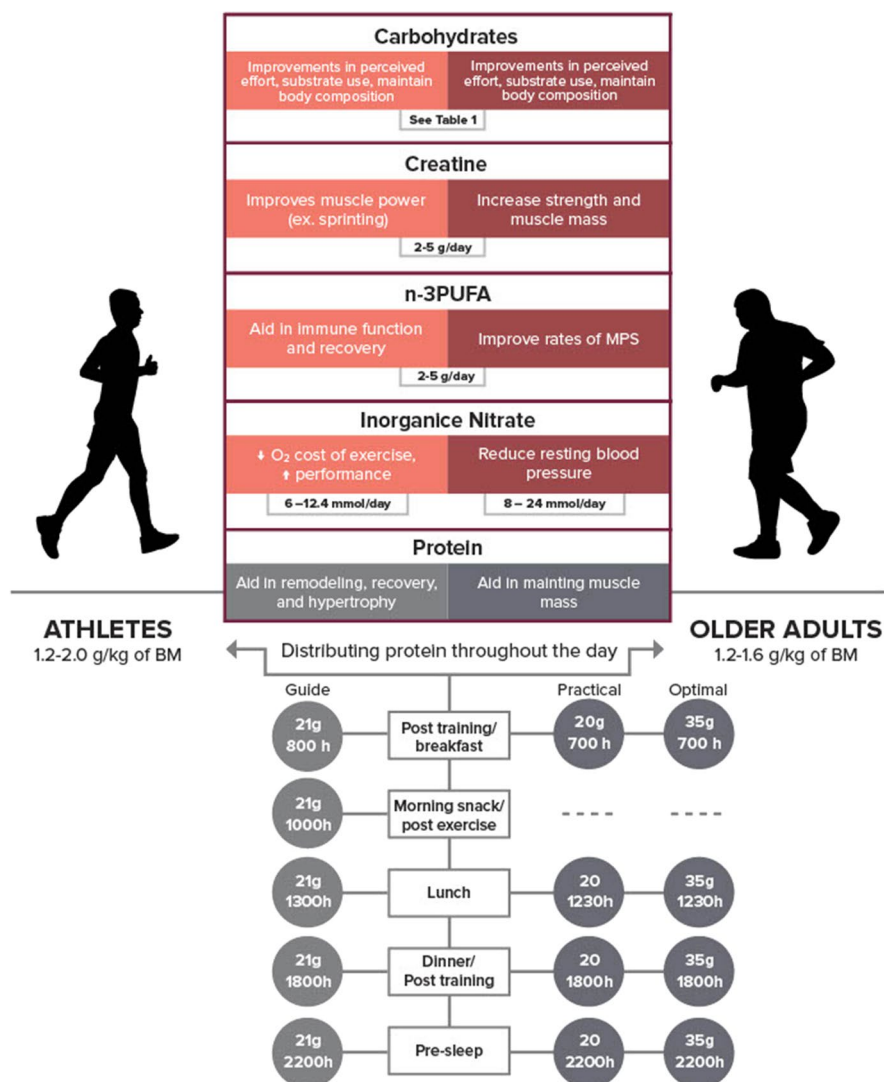 Carbohydrates
Improvements in perceived
effort, substrate use, maintain
body composition
Improvements in perceived
effort, substrate use, maintain
body composition
See Table 1
Creatine
Improves muscle power
(ex. sprinting)
Increase strength and
muscle mass
2-5 g/day
n-3PUFA
Aid in immune function
and recovery
Improve rates of MPS
2-5 g/day
Inorganice Nitrate
↓ O₂ cost of exercise,
↑ performance
Reduce resting blood
pressure
6 –12.4 mmol/day
8 – 24 mmol/day
Protein
Aid in remodeling, recovery,
and hypertrophy
Aid in mainting muscle
mass
ATHLETES
1.2-2.0 g/kg of BM
Distributing protein throughout the day
OLDER ADULTS
1.2-1.6 g/kg of BM
Guide
Practical
Optimal
21g
800 h
Post training/
breakfast
20g
700 h
35g
700 h
21g
1000h
Morning snack/
post exercise
21g
1300h
Lunch
20
1230h
35g
1230h
21g
1800h
Dinner/
Post training
20
1800h
35g
1800h
21g
2200h
Pre-sleep
20
2200h
35g
2200h